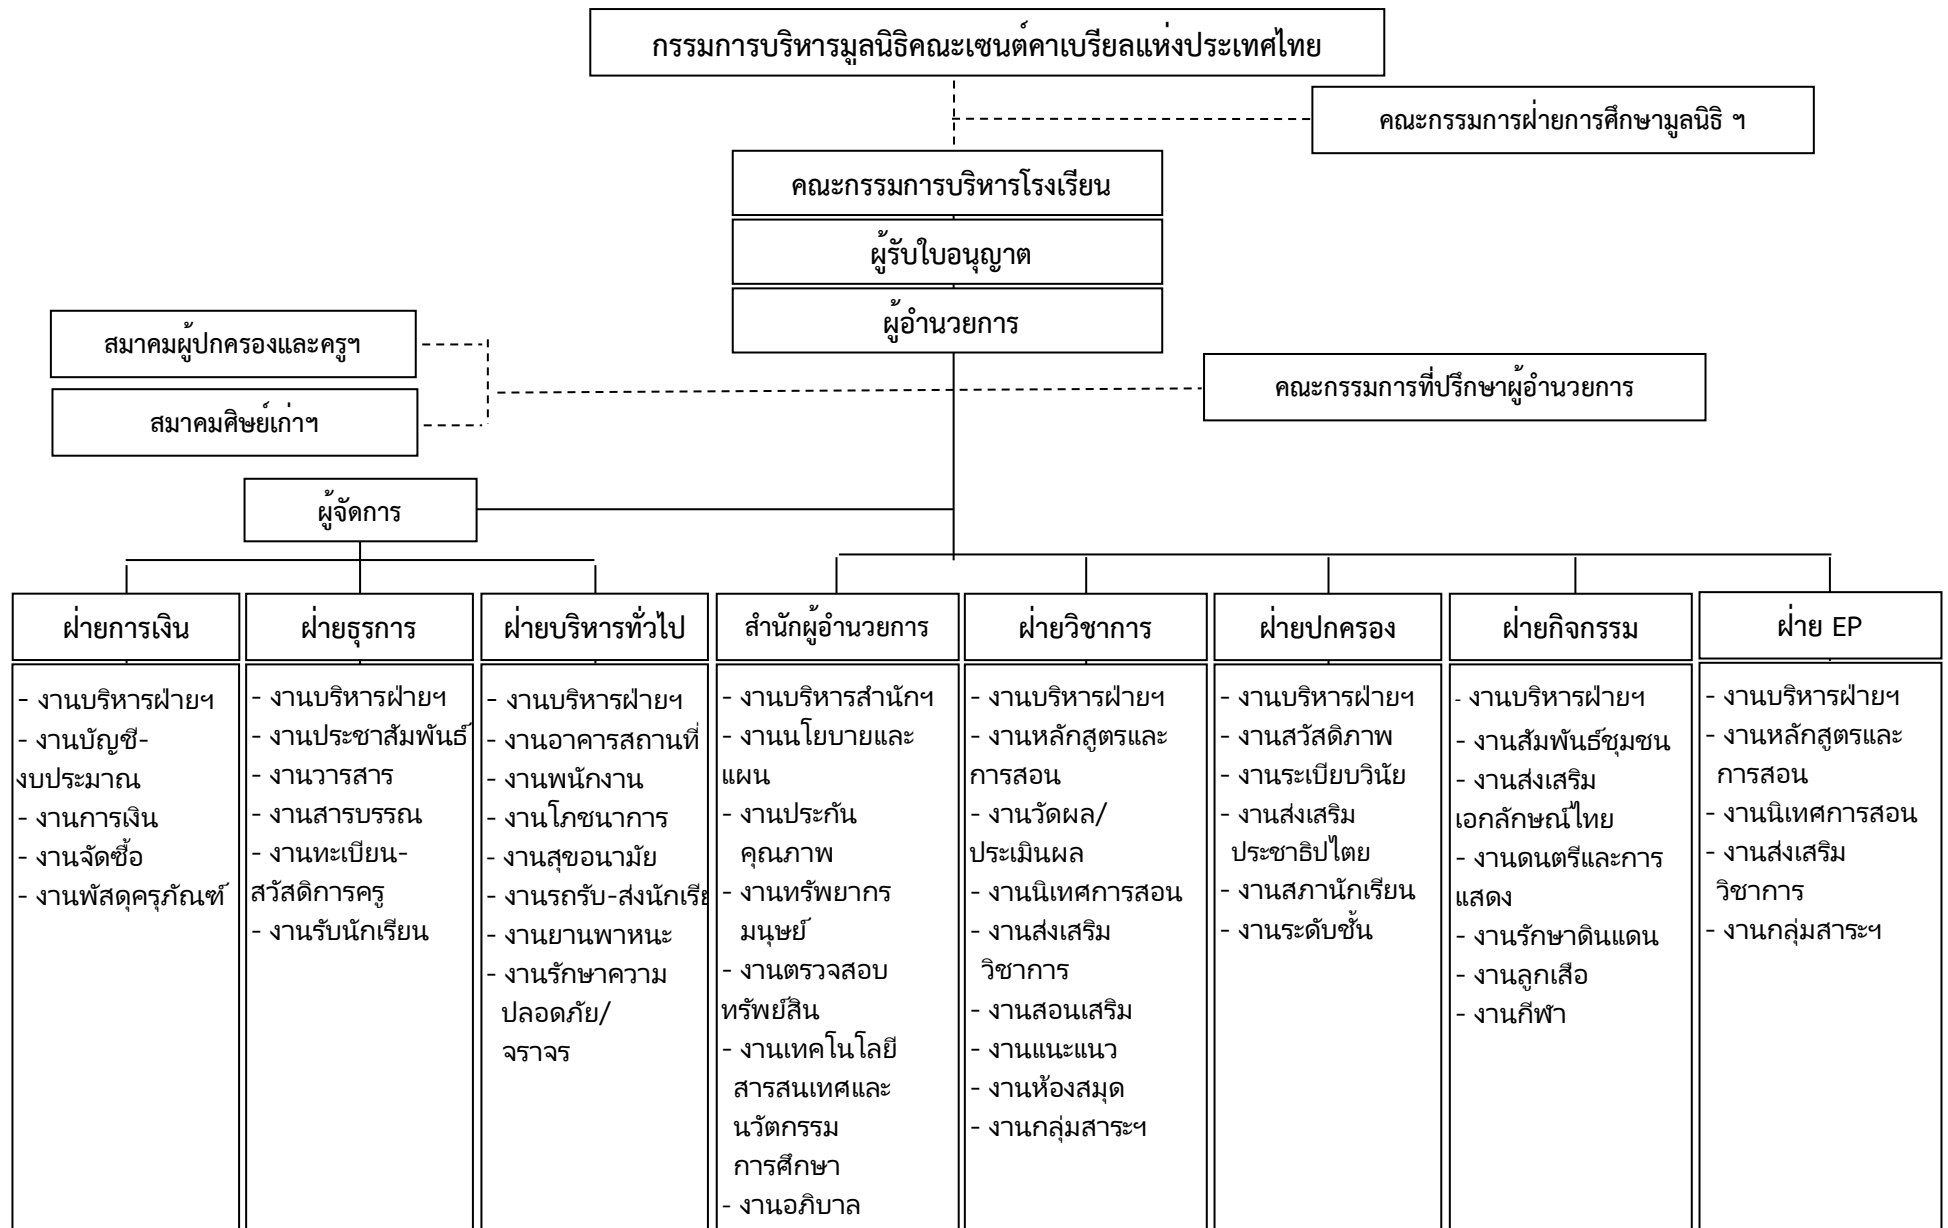 กรรมการบริหารมูลนิธิคณะเซนต์คาเบรียลแห่งประเทศไทย
คณะกรรมการฝ่ายการศึกษามูลนิธิ ฯ
คณะกรรมการบริหารโรงเรียน
ผู้รับใบอนุญาต
ผู้อำนวยการ
สมาคมผู้ปกครองและครูฯ
คณะกรรมการที่ปรึกษาผู้อำนวยการ
สมาคมศิษย์เก่าฯ
ผู้จัดการ
ฝ่ายการเงิน
- งานบริหารฝ่ายฯ
- งานบัญชี-
งบประมาณ
- งานการเงิน
- งานจัดซื้อ
- งานพัสดุครุภัณฑ์
ฝ่ายธุรการ
- งานบริหารฝ่ายฯ
- งานประชาสัมพันธ์
- งานวารสาร
- งานสารบรรณ
- งานทะเบียน-
สวัสดิการครู
- งานรับนักเรียน
ฝ่ายบริหารทั่วไป
- งานบริหารฝ่ายฯ
- งานอาคารสถานที่
- งานพนักงาน
- งานโภชนาการ
- งานสุขอนามัย
- งานรถรับ-ส่งนักเรีย
- งานยานพาหนะ
- งานรักษาความ
ปลอดภัย/
จราจร
สำนักผู้อำนวยการ
- งานบริหารสำนักฯ
- งานนโยบายและ
แผน
- งานประกัน
คุณภาพ
- งานทรัพยากร
มนุษย์
- งานตรวจสอบ
ทรัพย์สิน
- งานเทคโนโลยี
สารสนเทศและ
นวัตกรรม
การศึกษา
- งานอภิบาล
ฝ่ายวิชาการ
- งานบริหารฝ่ายฯ
- งานหลักสูตรและ
การสอน
- งานวัดผล/
ประเมินผล
- งานนิเทศการสอน
- งานส่งเสริม
วิชาการ
- งานสอนเสริม
- งานแนะแนว
- งานห้องสมุด
- งานกลุ่มสาระฯ
ฝ่ายปกครอง
- งานบริหารฝ่ายฯ
- งานสวัสดิภาพ
- งานระเบียบวินัย
- งานส่งเสริม
ประชาธิปไตย
- งานสภานักเรียน
- งานระดับชั้น
ฝ่ายกิจกรรม
- งานบริหารฝ่ายฯ
- งานสัมพันธ์ชุมชน
- งานส่งเสริม
เอกลักษณ์ไทย
- งานดนตรีและการ
แสดง
- งานรักษาดินแดน
- งานลูกเสือ
- งานกีฬา
ฝ่าย EP
- งานบริหารฝ่ายฯ
- งานหลักสูตรและ
การสอน
- งานนิเทศการสอน
- งานส่งเสริม
วิชาการ
- งานกลุ่มสาระฯ